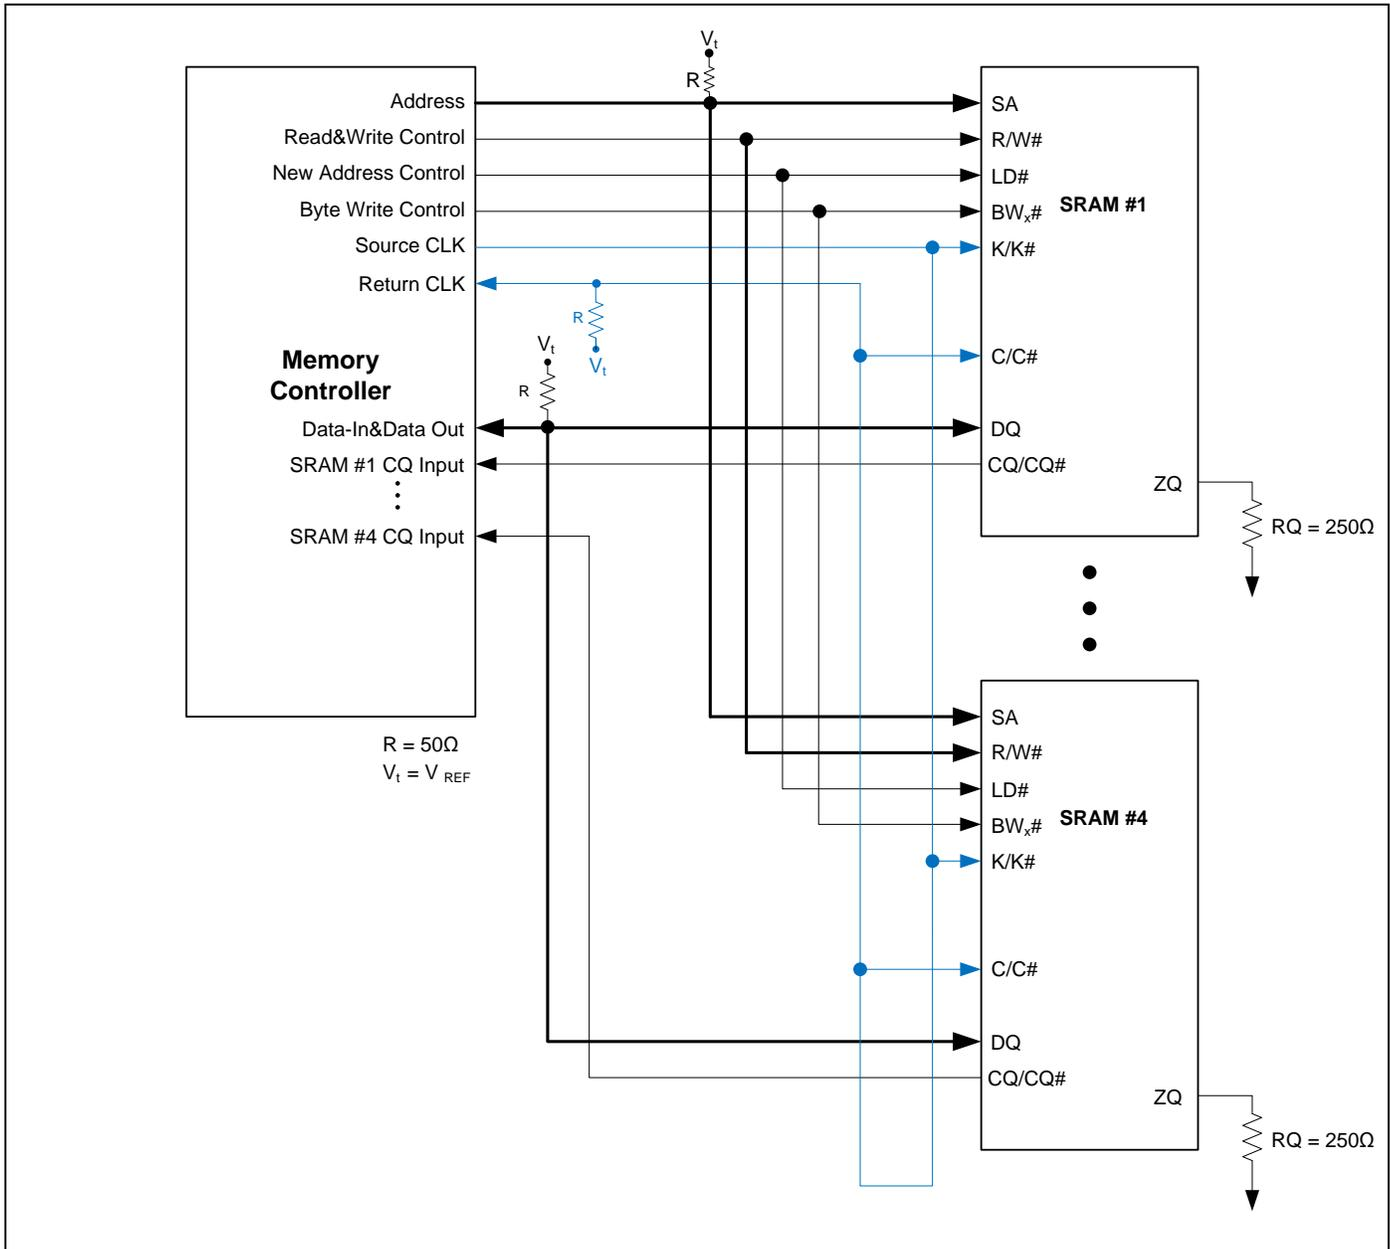 Vt
R
Address
Read&Write Control
New Address Control
Byte Write Control
Source CLK
Return CLK
R
Vt
Vt
R
Memory
Controller
Data-In&Data Out
SRAM #1 CQ Input
SRAM #4 CQ Input
R = 50Ω
Vt = V REF
SA
R/W#
LD#
BWx#
SRAM #1
K/K#
C/C#
DQ
CQ/CQ#
ZQ
RQ = 250Ω
SA
R/W#
LD#
BWx#
SRAM #4
K/K#
C/C#
DQ
CQ/CQ#
ZQ
RQ = 250Ω